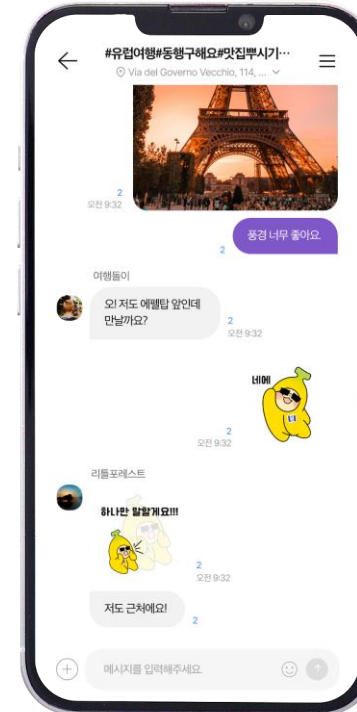 #유럽여행#동행구해요#맛집뿌시기…
Via del Governo Vecchio, 114, ...
2
오전 9:32
풍경 너무 좋아요.
2
여행돌이
오! 저도 에펠탑 앞인데
만날까요?
2
오전 9:32
네에
2
오전 9:32
리틀포레스트
하나만 말할게요!!!
2
오전 9:32
저도 근처에요!
2
메시지를 입력해주세요.